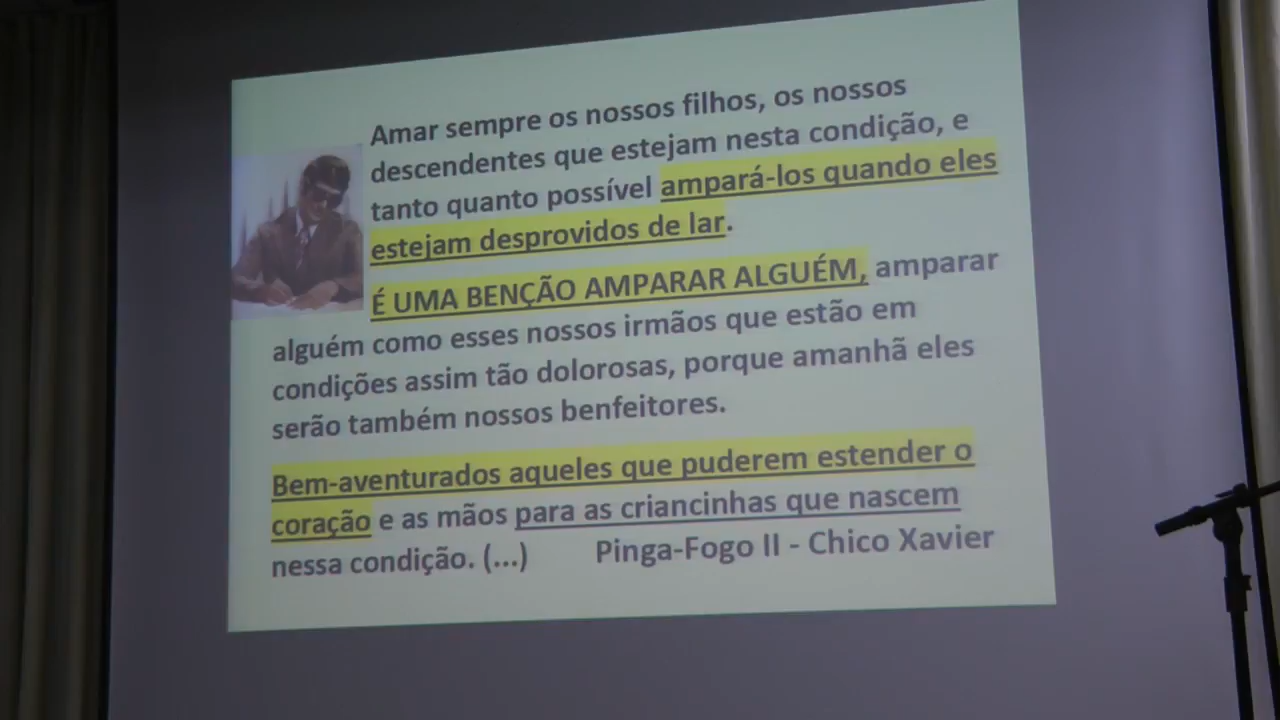 Amar sempre os nossos filhos, os nossos
descendentes que estejam nesta condição, e
tanto quanto possível ampará-los quando eles
estejam desprovidos de lar.
É UMA BENÇÃO AMPARAR ALGUÉM, amparar
alguém como esses nossos irmãos que estão em
condições assim tão dolorosas, porque amanhã eles
serão também nossos benfeitores.
Bem-aventurados aqueles que puderem estender o
coração e as mãos para as criancinhas que nascem
nessa condição. (...) Pinga-Fogo II - Chico Xavier